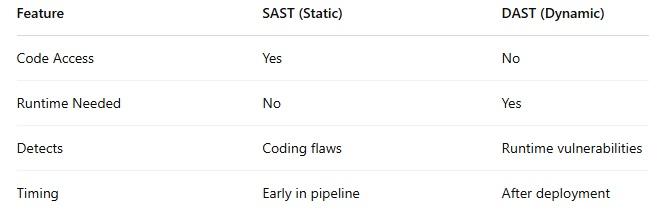 Feature SAST (Static) DAST (Dynamic)
Code Access Yes No
Runtime Needed No Yes
Detects Coding flaws Runtime vulnerabilities
Timing Early in pipeline After deployment